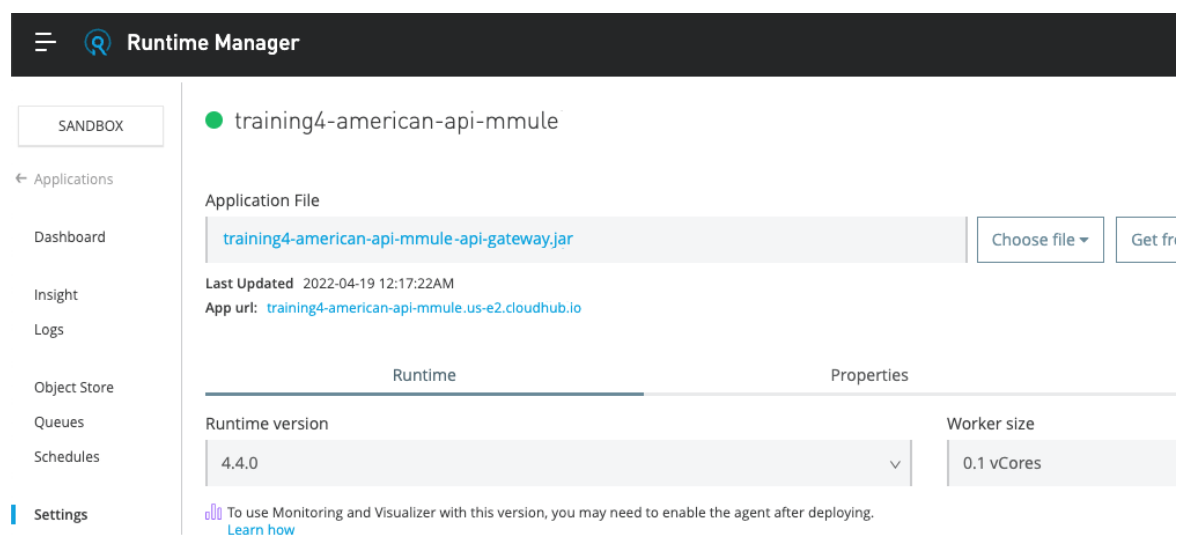 Runtime Manager
SANDBOX
training4-american-api-mmule
← Applications
Application File
training4-american-api-mmule-api-gateway.jar
Choose file
Get
Dashboard
Last Updated 2022-04-19 12:17:22AM
App url: training4-american-api-mmule.us-e2.cloudhub.io
Insight
Logs
Runtime
Properties
Object Store
Queues
Schedules
Runtime version
Worker size
4.4.0
0.1 vCores
Settings
To use Monitoring and Visualizer with this version, you may need to enable the agent after deploying.
Learn how